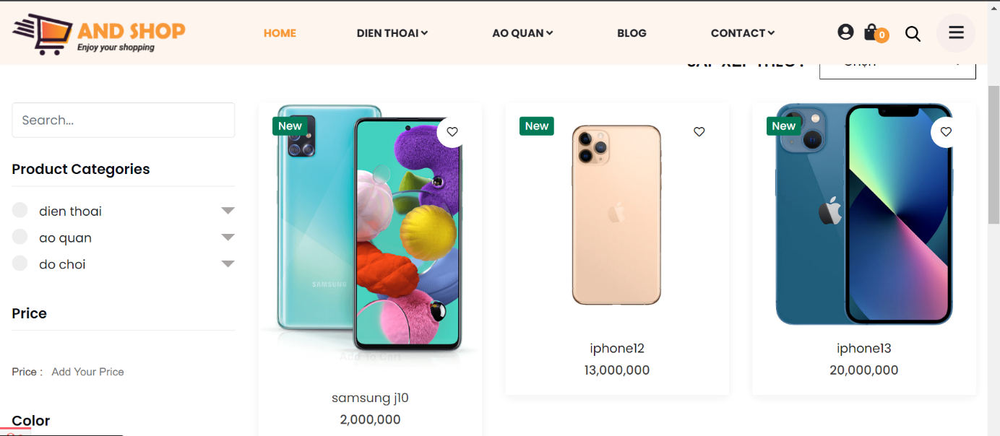 AND SHOP
Enjoy your shopping
HOME
DIEN THOAI
AO QUAN
BLOG
CONTACT
0
Search...
Product Categories
dien thoai
ao quan
do choi
Price
Price : Add Your Price
Color
New
SAMSUNG
Add To Cart
samsung j10
2,000,000
New
iphone12
13,000,000
New
iphone13
20,000,000